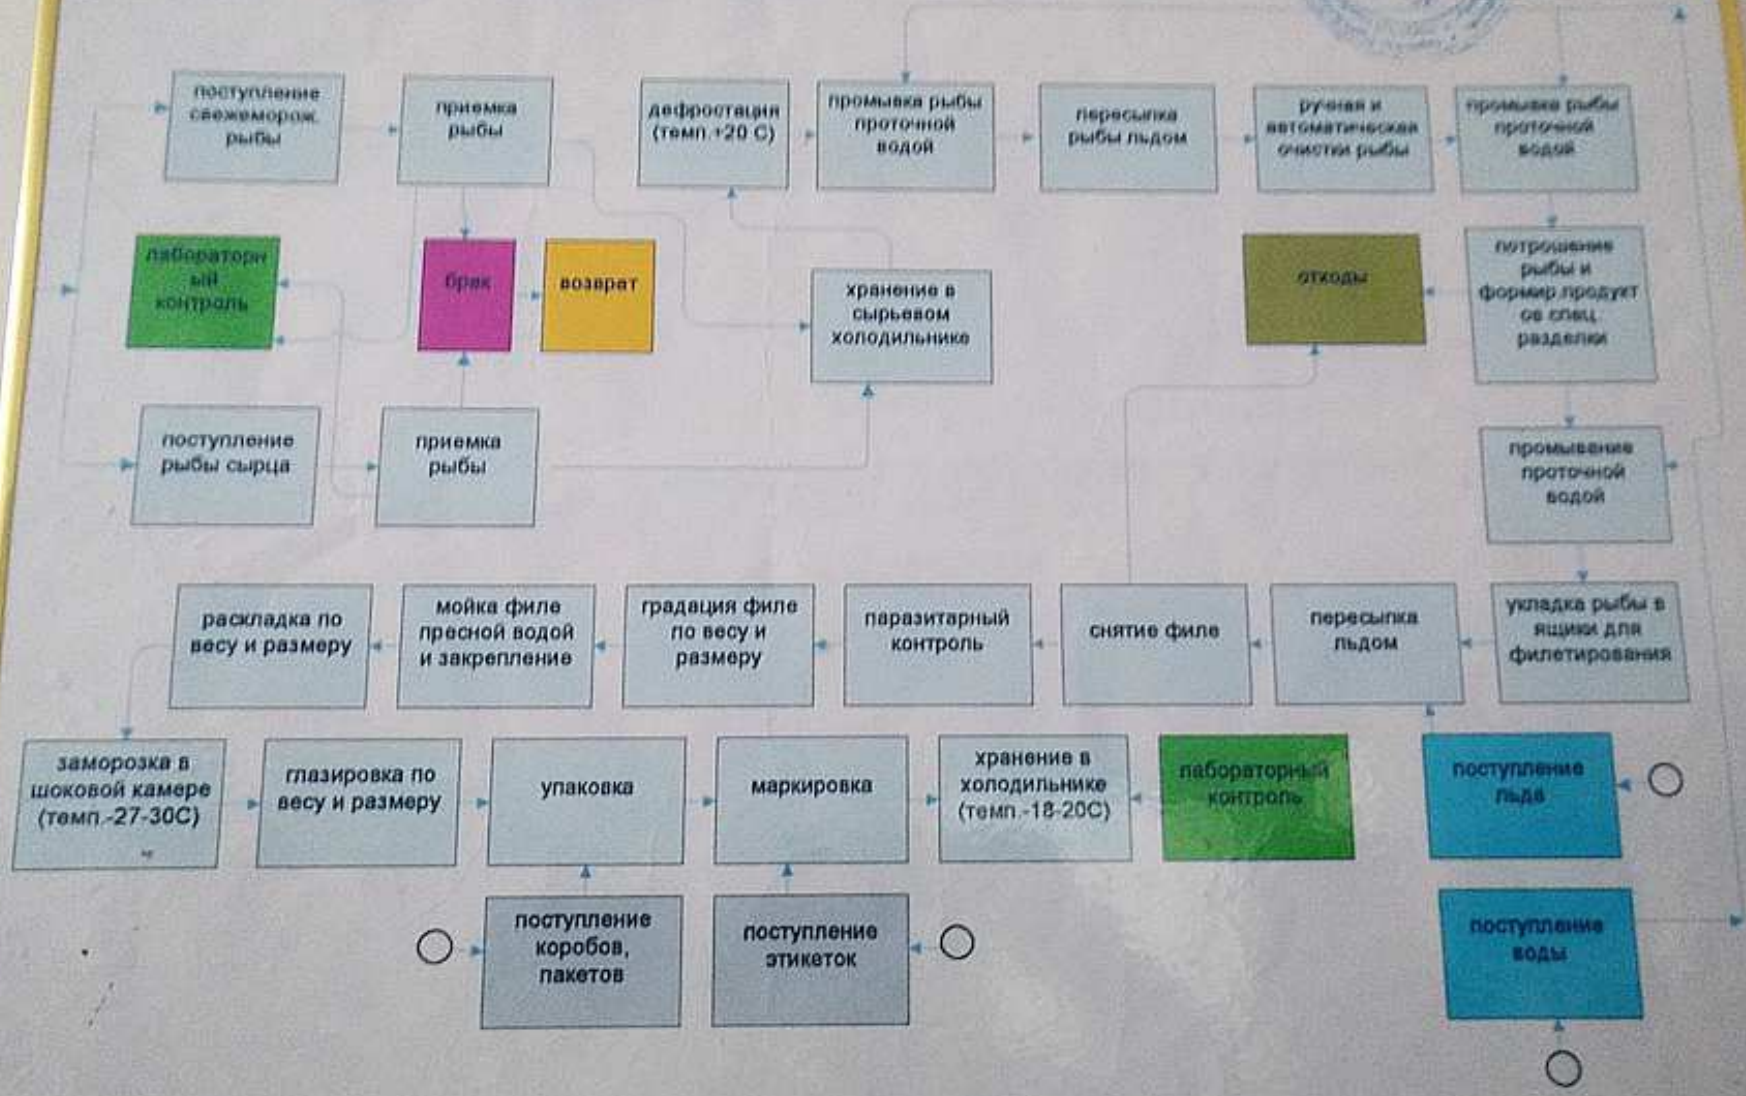 поступление
свежеморож.
рыбы
приемка
рыбы
дефростация
(темп.+20 С)
промывка рыбы
проточной
водой
пересыпка
рыбы льдом
ручная и
автоматическая
очистки рыбы
промывка рыбы
проточной
водой
лабораторн
ый
контроль
брак
возврат
хранение в
сырьевом
холодильнике
отходы
потрошение
рыбы и
формир.продукт
ов спец.
разделки
поступление
рыбы сырца
приемка
рыбы
промывание
проточной
водой
раскладка по
весу и размеру
мойка филе
пресной водой
и закрепление
градация филе
по весу и
размеру
паразитарный
контроль
снятие филе
пересыпка
льдом
укладка рыбы в
ящики для
филетирования
заморозка в
шоковой камере
(темп.-27-30С)
глазировка по
весу и размеру
упаковка
маркировка
хранение в
холодильнике
(темп.-18-20С)
лабораторный
контроль
поступление
льда
поступление
коробов,
пакетов
поступление
этикеток
поступление
воды